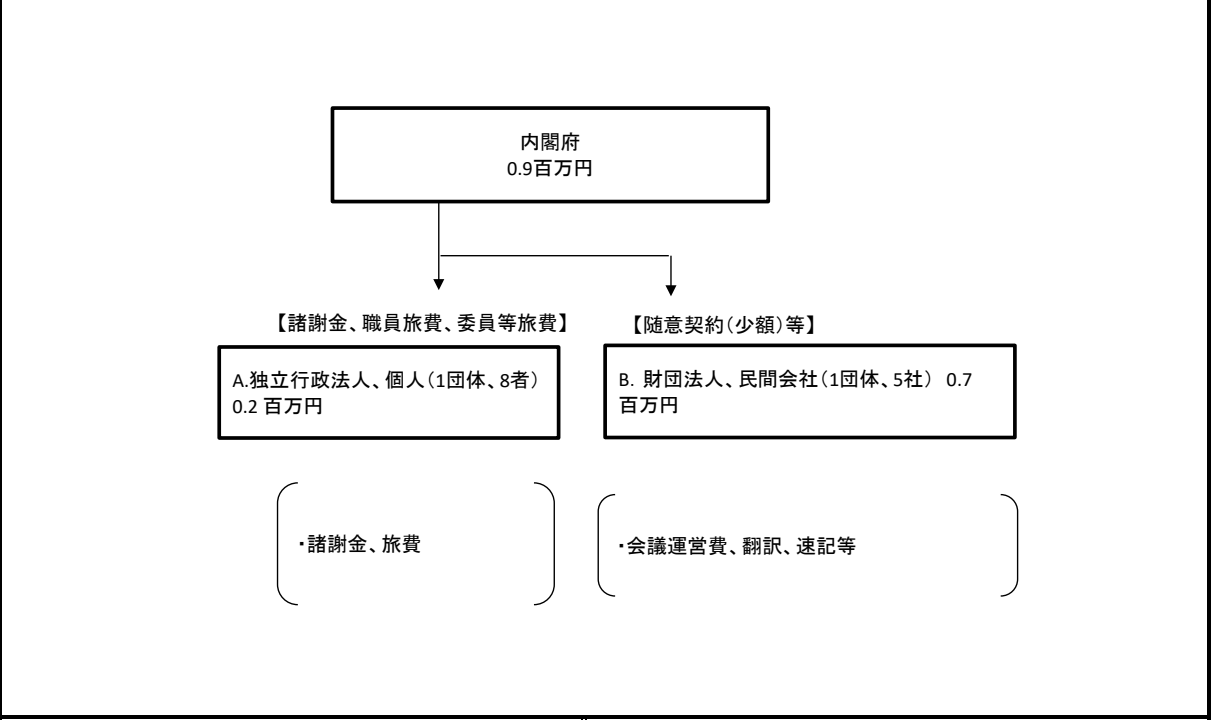 内閣府
0.9百万円
【諸謝金、職員旅費、委員等旅費】
【随意契約（少額）等】
A.独立行政法人、個人（1団体、8者）
0.2 百万円
B. 財団法人、民間会社（1団体、5社） 0.7
百万円
・諸謝金、旅費
・会議運営費、翻訳、速記等